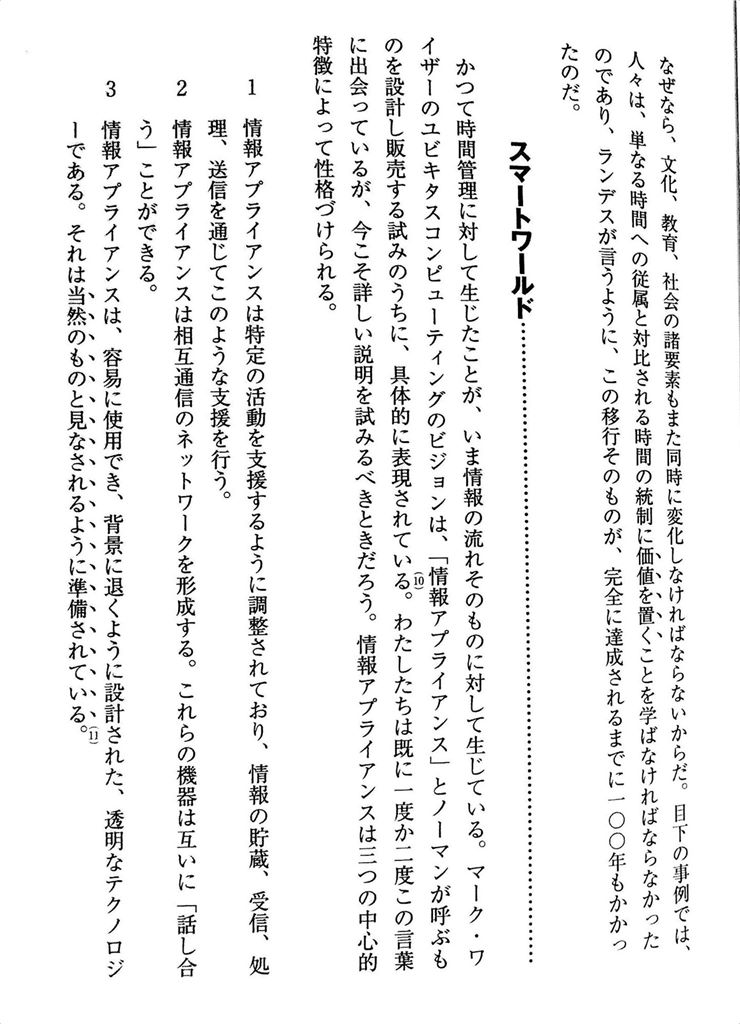 なぜなら、文化、教育、社会の諸要素もまた同時に変化しなければならないからだ。目下の事例では、
人々は、単なる時間への従属と対比される時間の統制に価値を置くことを学ばなければならなかった
のであり、ランデスが言うように、この移行そのものが、完全に達成されるまでに一〇〇年もかかっ
たのだ。
スマートワールド
かつて時間管理に対して生じたことが、いま情報の流れそのものに対して生じている。マーク・ワ
イザーのユビキタスコンピューティングのビジョンは、「情報アプライアンス」とノーマンが呼ぶも
のを設計し販売する試みのうちに、具体的に表現されている(10)。わたしたちは既に一度か二度この言葉
に出会っているが、今こそ詳しい説明を試みるべきときだろう。情報アプライアンスは三つの中心的
特徴によって性格づけられる。
1 情報アプライアンスは特定の活動を支援するように調整されており、情報の貯蔵、受信、処
理、送信を通じてこのような支援を行う。
2 情報アプライアンスは相互通信のネットワークを形成する。これらの機器は互いに「話し合
う」ことができる。
3 情報アプライアンスは、容易に使用でき、背景に退くように設計された、透明なテクノロジ
ーである。それは当然のものと見なされるように準備されている。(11)